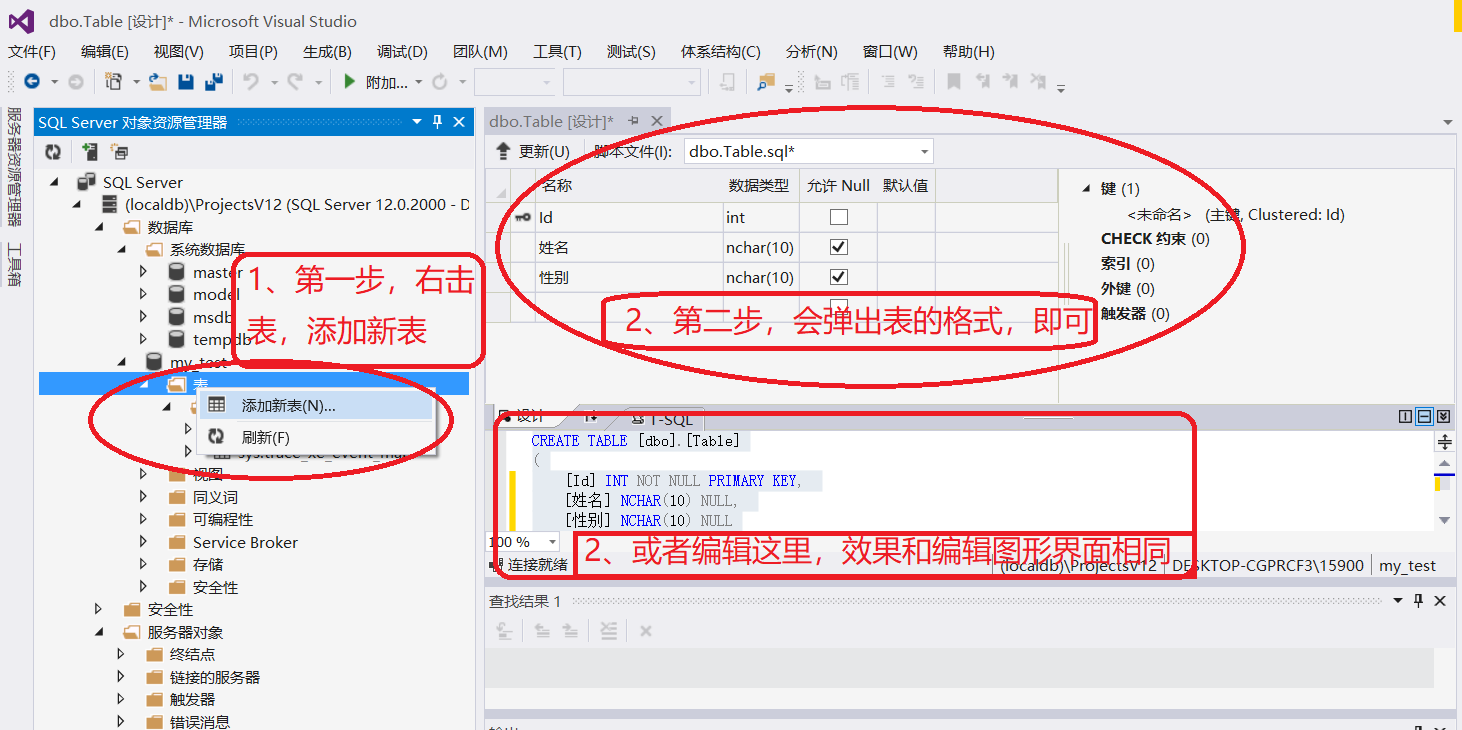 dbo.Table [设计]* - Microsoft Visual Studio
文件(F) 编辑(E) 视图(V) 项目(P) 生成(B) 调试(D) 团队(M) 工具(T) 测试(S) 体系结构(C) 分析(N) 窗口(W) 帮助(H)
附加...
服务器资源管理器
工具箱
SQL Server 对象资源管理器
SQL Server
(localdb)\ProjectsV12 (SQL Server 12.0.2000 - D
数据库
系统数据库
master
model
msdb
tempdb
my_test
表
1、第一步，右击
表，添加新表
添加新表(N)...
刷新(F)
视图
同义词
可编程性
Service Broker
存储
安全性
安全性
服务器对象
终结点
链接的服务器
触发器
错误消息
dbo.Table [设计]*
更新(U) 脚本文件(I): dbo.Table.sql*
名称 数据类型 允许 Null 默认值
Id int
姓名 nchar(10)
性别 nchar(10)
键 (1)
<未命名> (主键, Clustered: Id)
CHECK 约束 (0)
索引 (0)
外键 (0)
触发器 (0)
2、第二步，会弹出表的格式，即可
设计 T-SQL
CREATE TABLE [dbo].[Table]
(
[Id] INT NOT NULL PRIMARY KEY,
[姓名] NCHAR(10) NULL,
[性别] NCHAR(10) NULL
100 %
2、或者编辑这里，效果和编辑图形界面相同
连接就绪 (localdb)\ProjectsV12 DESKTOP-CGPRCF3\15900 my_test
查找结果 1